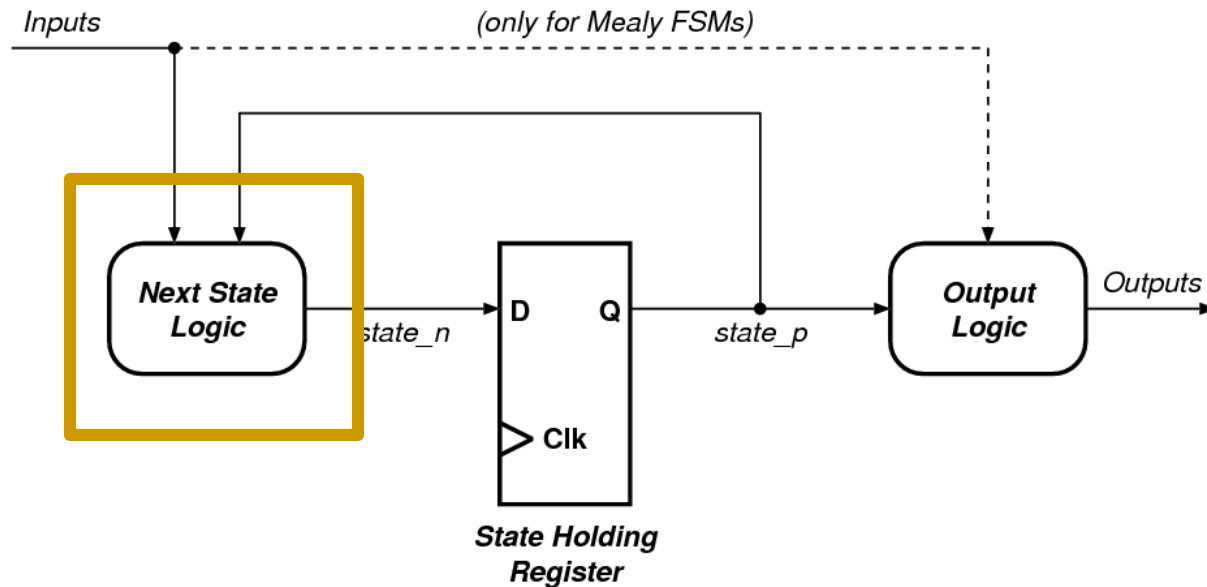 Inputs
(only for Mealy FSMs)
Next State
Logic
state_n
D
Q
Clk
state_p
Output
Logic
Outputs
State Holding
Register